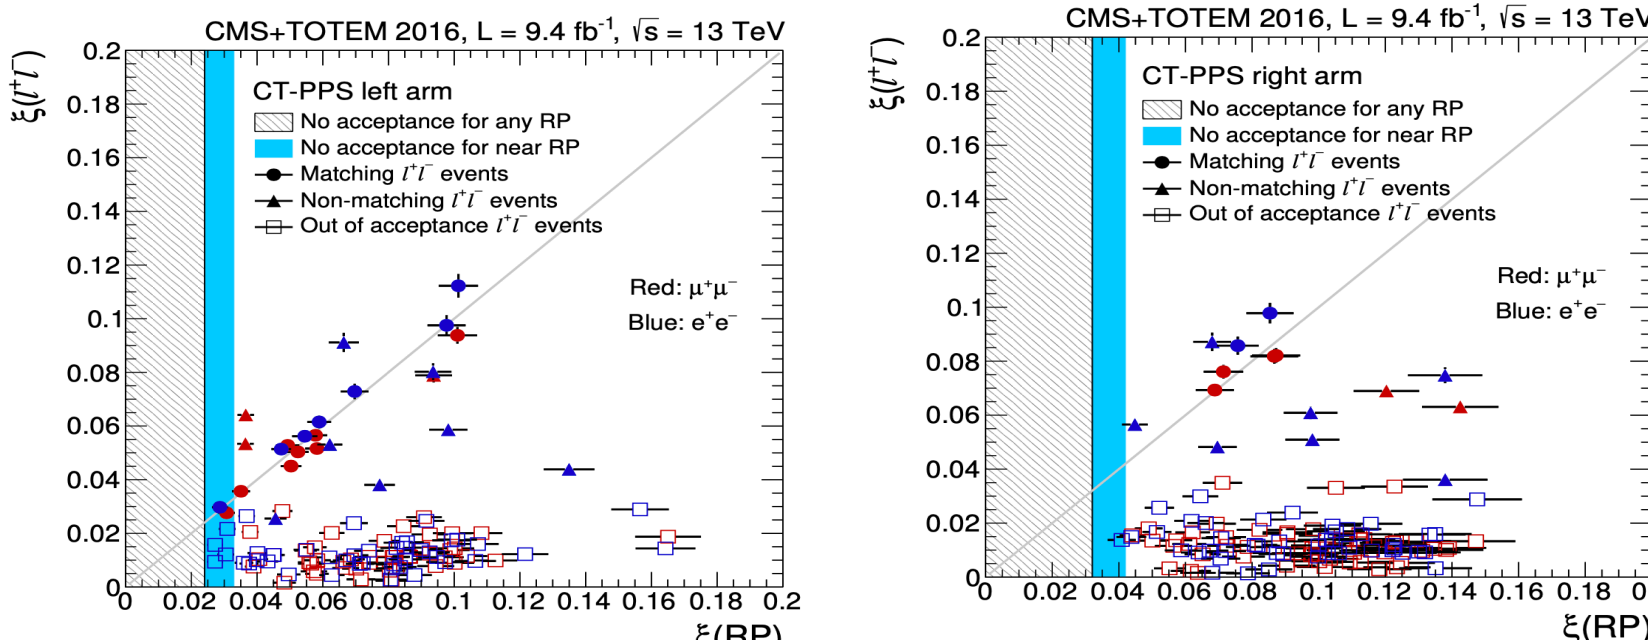 CMS+TOTEM 2016, L = 9.4 fb⁻¹, √s = 13 TeV
ξ(l⁺l⁻)
0.2
0.18
0.16
0.14
0.12
0.1
0.08
0.06
0.04
0.02
0
CT-PPS left arm
No acceptance for any RP
No acceptance for near RP
Matching l⁺l⁻ events
Non-matching l⁺l⁻ events
Out of acceptance l⁺l⁻ events
Red: μ⁺μ⁻
Blue: e⁺e⁻
0 0.02 0.04 0.06 0.08 0.1 0.12 0.14 0.16 0.18 0.2
ξ(RP)
CMS+TOTEM 2016, L = 9.4 fb⁻¹, √s = 13 TeV
ξ(l⁺l⁻)
0.2
0.18
0.16
0.14
0.12
0.1
0.08
0.06
0.04
0.02
0
CT-PPS right arm
No acceptance for any RP
No acceptance for near RP
Matching l⁺l⁻ events
Non-matching l⁺l⁻ events
Out of acceptance l⁺l⁻ events
Red: μ⁺μ⁻
Blue: e⁺e⁻
0 0.02 0.04 0.06 0.08 0.1 0.12 0.14 0.16 0.18
ξ(RP)